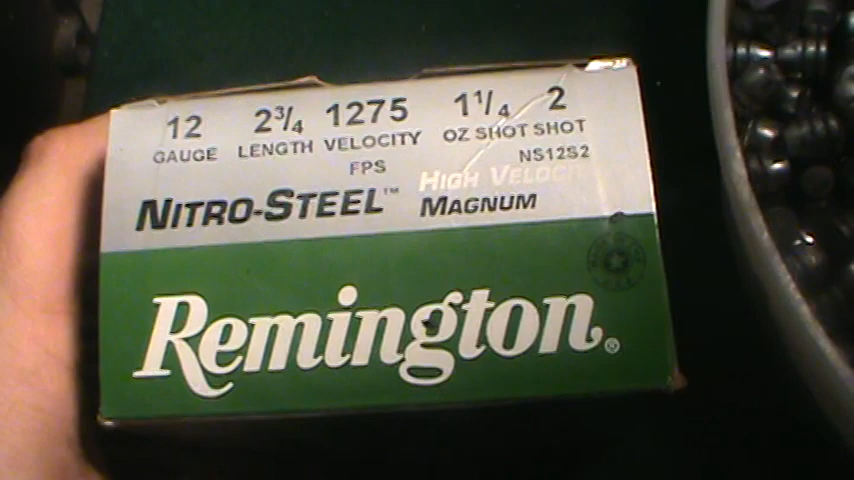 12 2¾ 1275 1¼ 2
GAUGE LENGTH VELOCITY OZ SHOT SHOT
FPS NS12S2
HIGH VELOC
NITRO-STEEL™ MAGNUM
Remington®